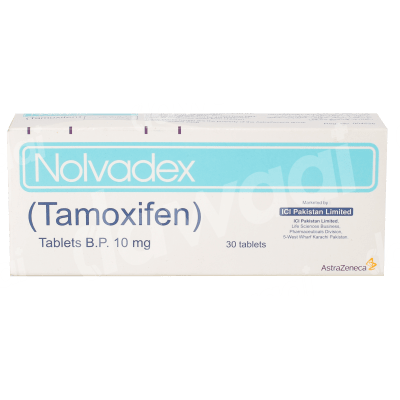 Nolvadex
(Tamoxifen)
Tablets B.P. 10 mg
30 tablets
Marketed by:
ICI Pakistan Limited
ICI Pakistan Limited
Life Sciences Business,
Pharmaceuticals Division,
5-West Wharf Karachi Pakistan
AstraZeneca
dawaai